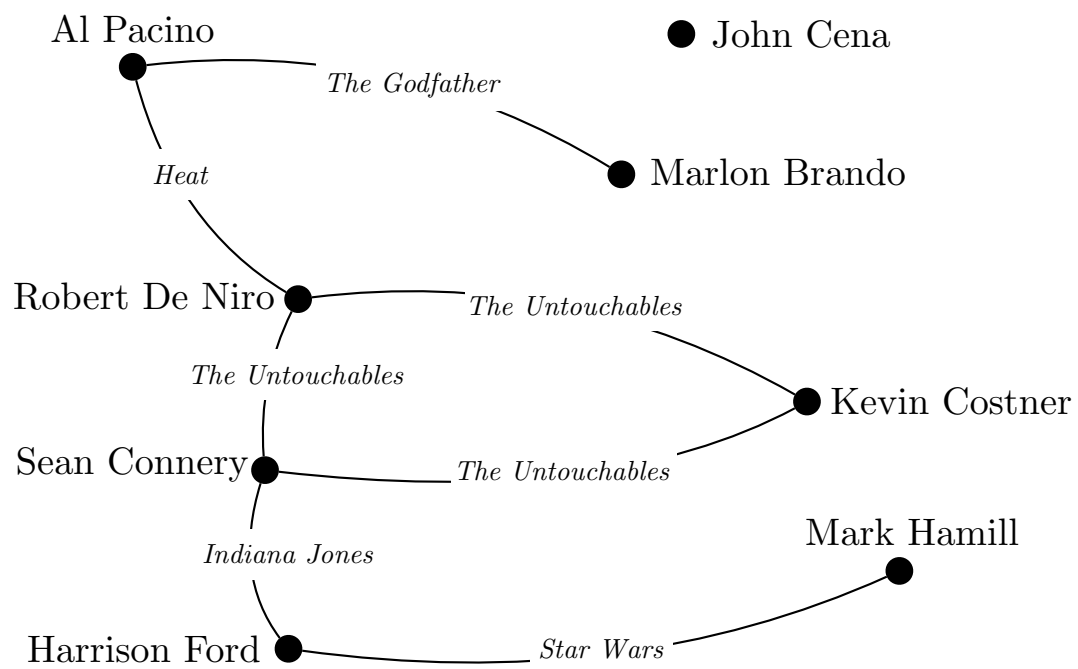 Al Pacino
John Cena
The Godfather
Marlon Brando
Heat
Robert De Niro
The Untouchables
The Untouchables
Kevin Costner
Sean Connery
The Untouchables
Mark Hamill
Indiana Jones
Harrison Ford
Star Wars